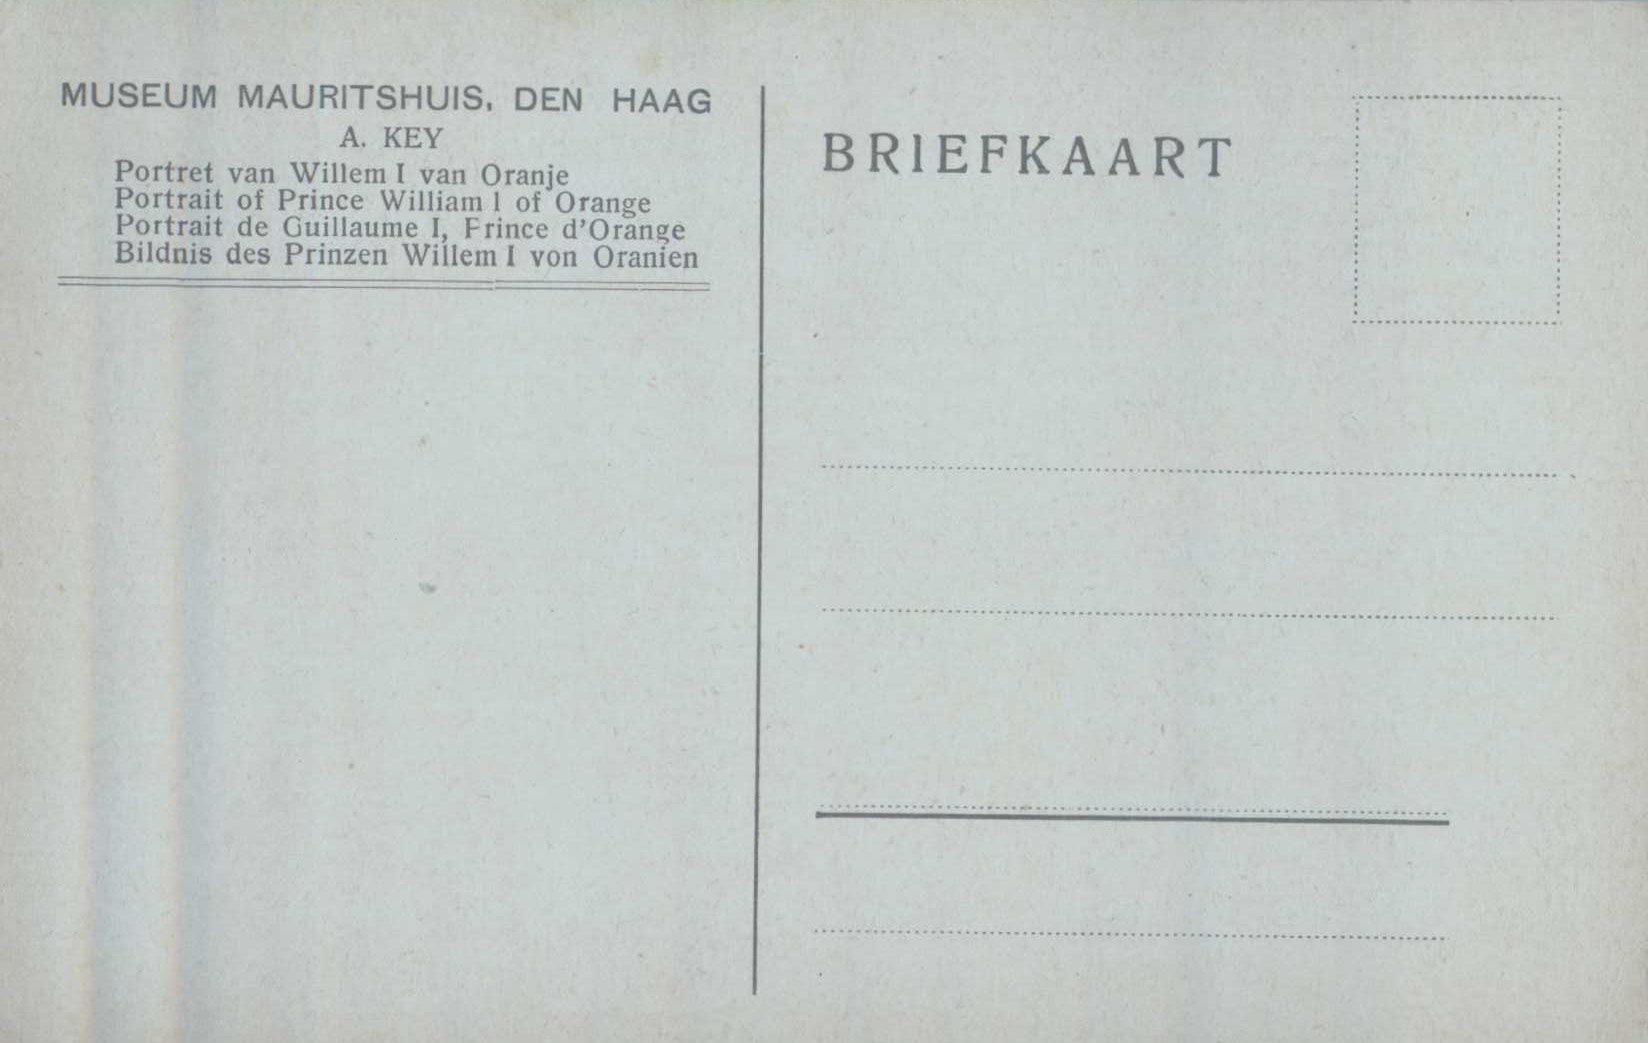 MUSEUM MAURITSHUIS, DEN HAAG
A. KEY
Portret van Willem I van Oranje
Portrait of Prince William I of Orange
Portrait de Guillaume I, Frince d'Orange
Bildnis des Prinzen Willem I von Oranien
BRIEFKAART